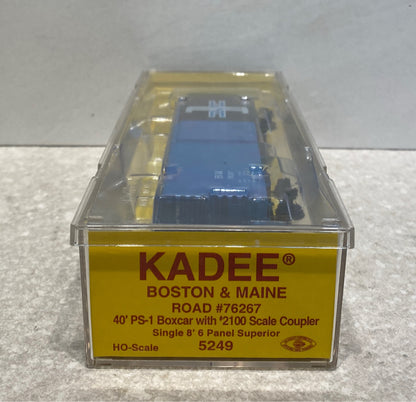 KADEE®
BOSTON & MAINE
ROAD #76267
40' PS-1 Boxcar with #2100 Scale Coupler
Single 8' 6 Panel Superior
HO-Scale 5249